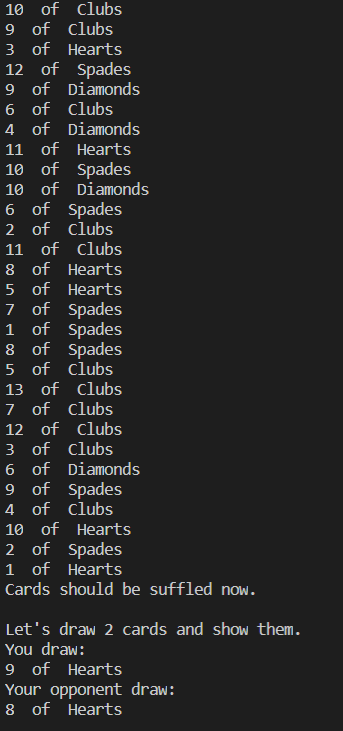 10  of  Clubs
9  of  Clubs
3  of  Hearts
12  of  Spades
9  of  Diamonds
6  of  Clubs
4  of  Diamonds
11  of  Hearts
10  of  Spades
10  of  Diamonds
6  of  Spades
2  of  Clubs
11  of  Clubs
8  of  Hearts
5  of  Hearts
7  of  Spades
1  of  Spades
8  of  Spades
5  of  Clubs
13  of  Clubs
7  of  Clubs
12  of  Clubs
3  of  Clubs
6  of  Diamonds
9  of  Spades
4  of  Clubs
10  of  Hearts
2  of  Spades
1  of  Hearts
Cards should be suffled now.

Let's draw 2 cards and show them.
You draw:
9  of  Hearts
Your opponent draw:
8  of  Hearts